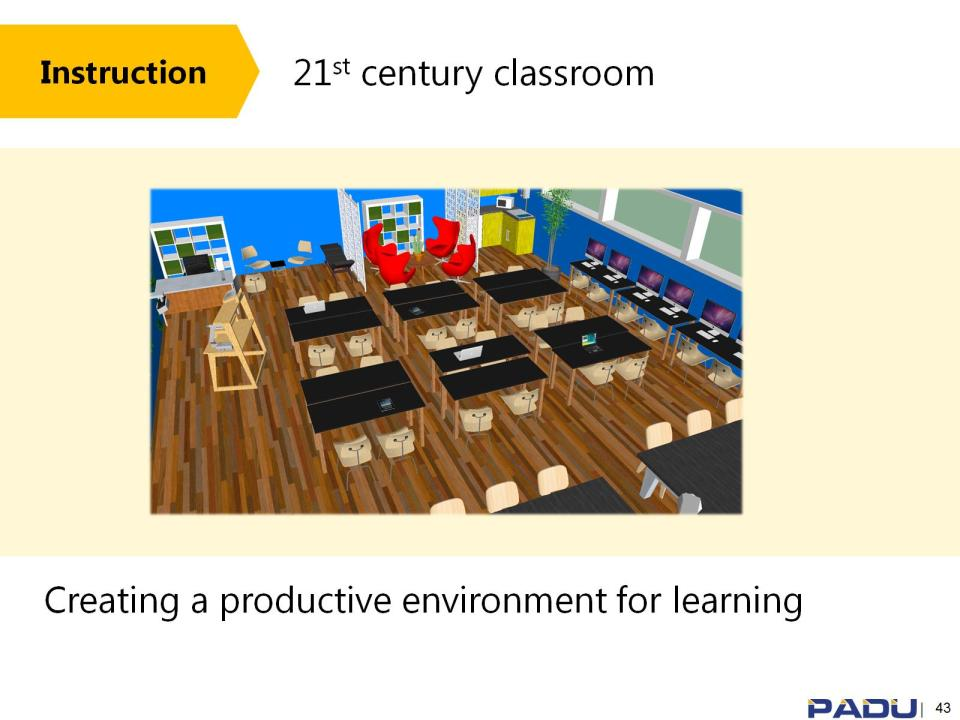 Instruction
21st century classroom
Creating a productive environment for learning
PADU | 43